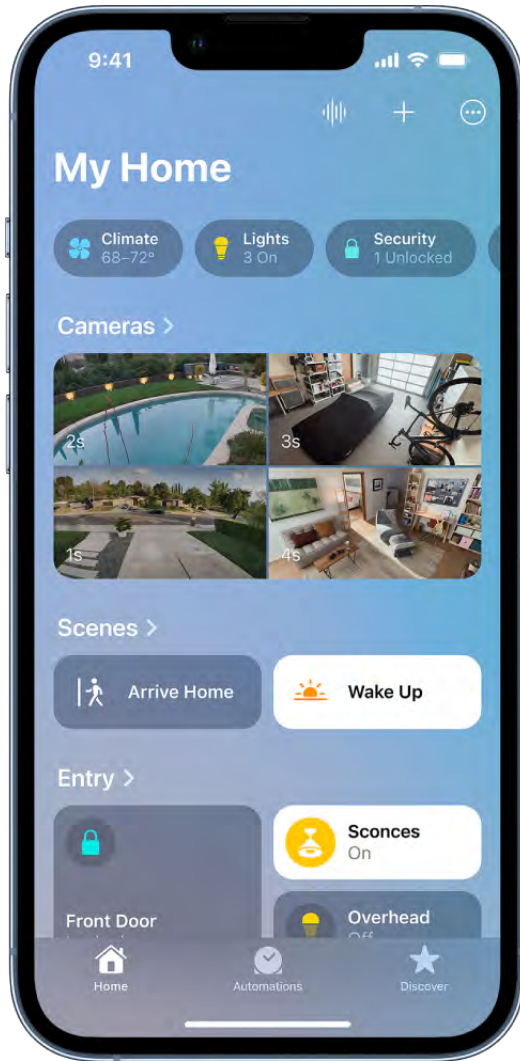 9:41
My Home
Climate
68–72°
Lights
3 On
Security
1 Unlocked
Cameras >
2s
3s
1s
4s
Scenes >
Arrive Home
Wake Up
Entry >
Sconces
On
Front Door
Overhead
Off
Home
Automations
Discover